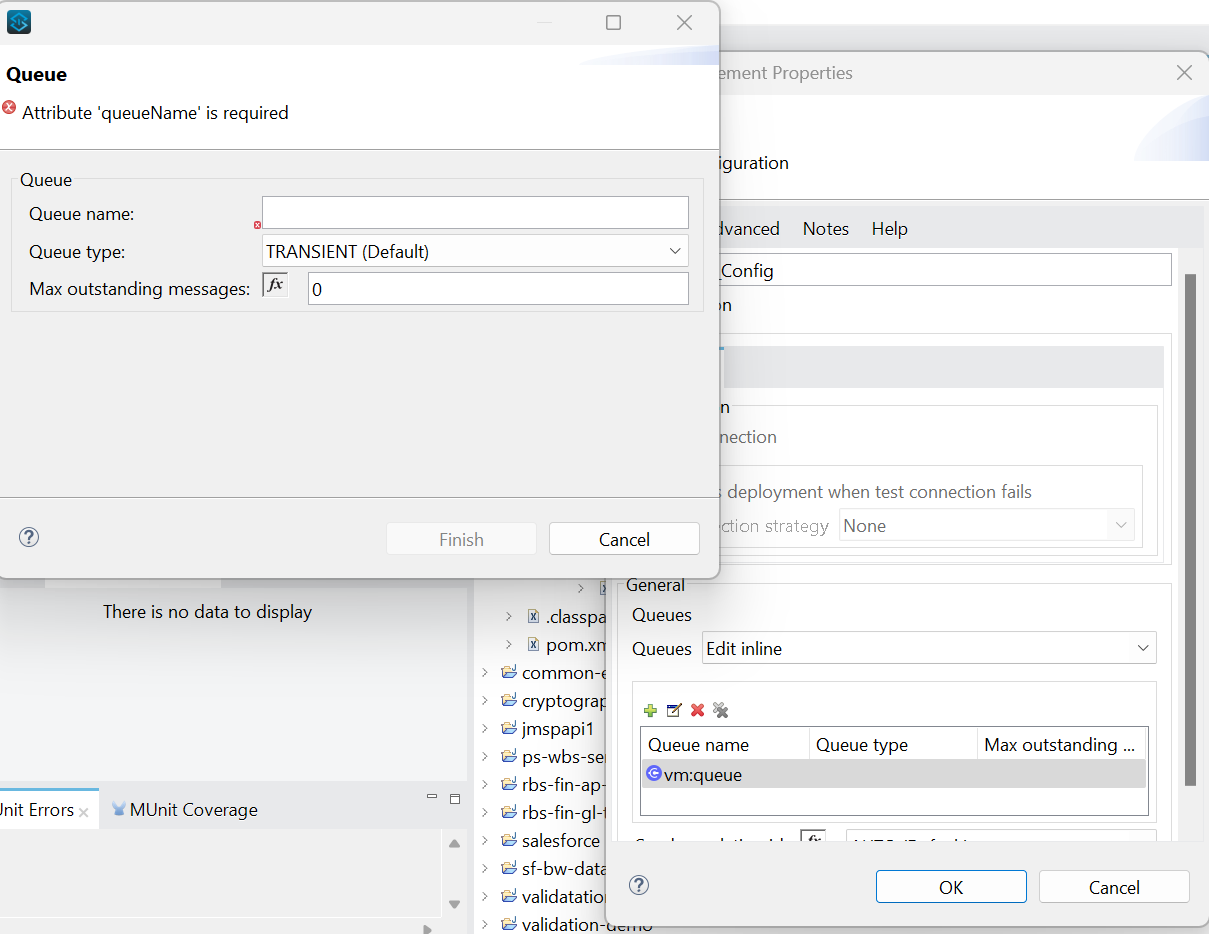 Queue
Attribute 'queueName' is required
Queue
Queue name:
Queue type: TRANSIENT (Default)
Max outstanding messages: fx 0
ement Properties
iguration
dvanced Notes Help
_Config
on
n
nection
s deployment when test connection fails
ction strategy None
General
Queues
Queues Edit inline
Queue name Queue type Max outstanding ...
vm:queue
OK Cancel
Finish Cancel
There is no data to display
.classpa
pom.xm
common-e
cryptograp
jmspapi1
ps-wbs-se
rbs-fin-ap-
rbs-fin-gl-t
salesforce
sf-bw-data
validatation
validation-demo
Unit Errors MUnit Coverage